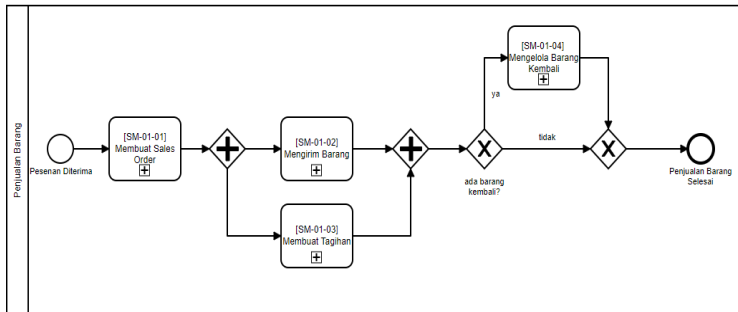 Penjualan Barang
Pesenan Diterima
[SM-01-01]
Membuat Sales
Order
[SM-01-02]
Mengirim Barang
[SM-01-03]
Membuat Tagihan
ada barang
kembali?
ya
[SM-01-04]
Mengelola Barang
Kembali
tidak
Penjualan Barang
Selesai